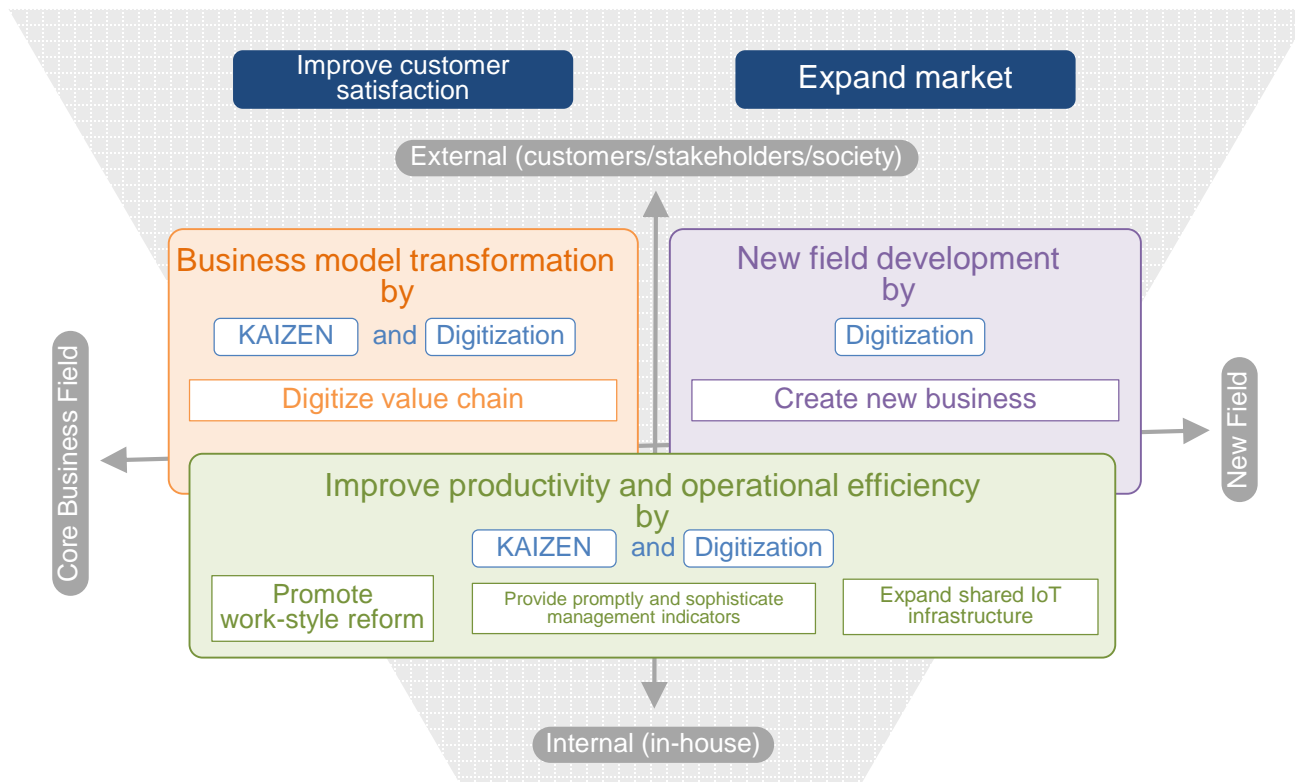 Improve customer
satisfaction
Expand market
External (customers/stakeholders/society)
Business model transformation
by
KAIZEN and Digitization
Digitize value chain
New field development
by
Digitization
Create new business
Core Business Field
New Field
Improve productivity and operational efficiency
by
KAIZEN and Digitization
Promote
work-style reform
Provide promptly and sophisticate
management indicators
Expand shared IoT
infrastructure
Internal (in-house)